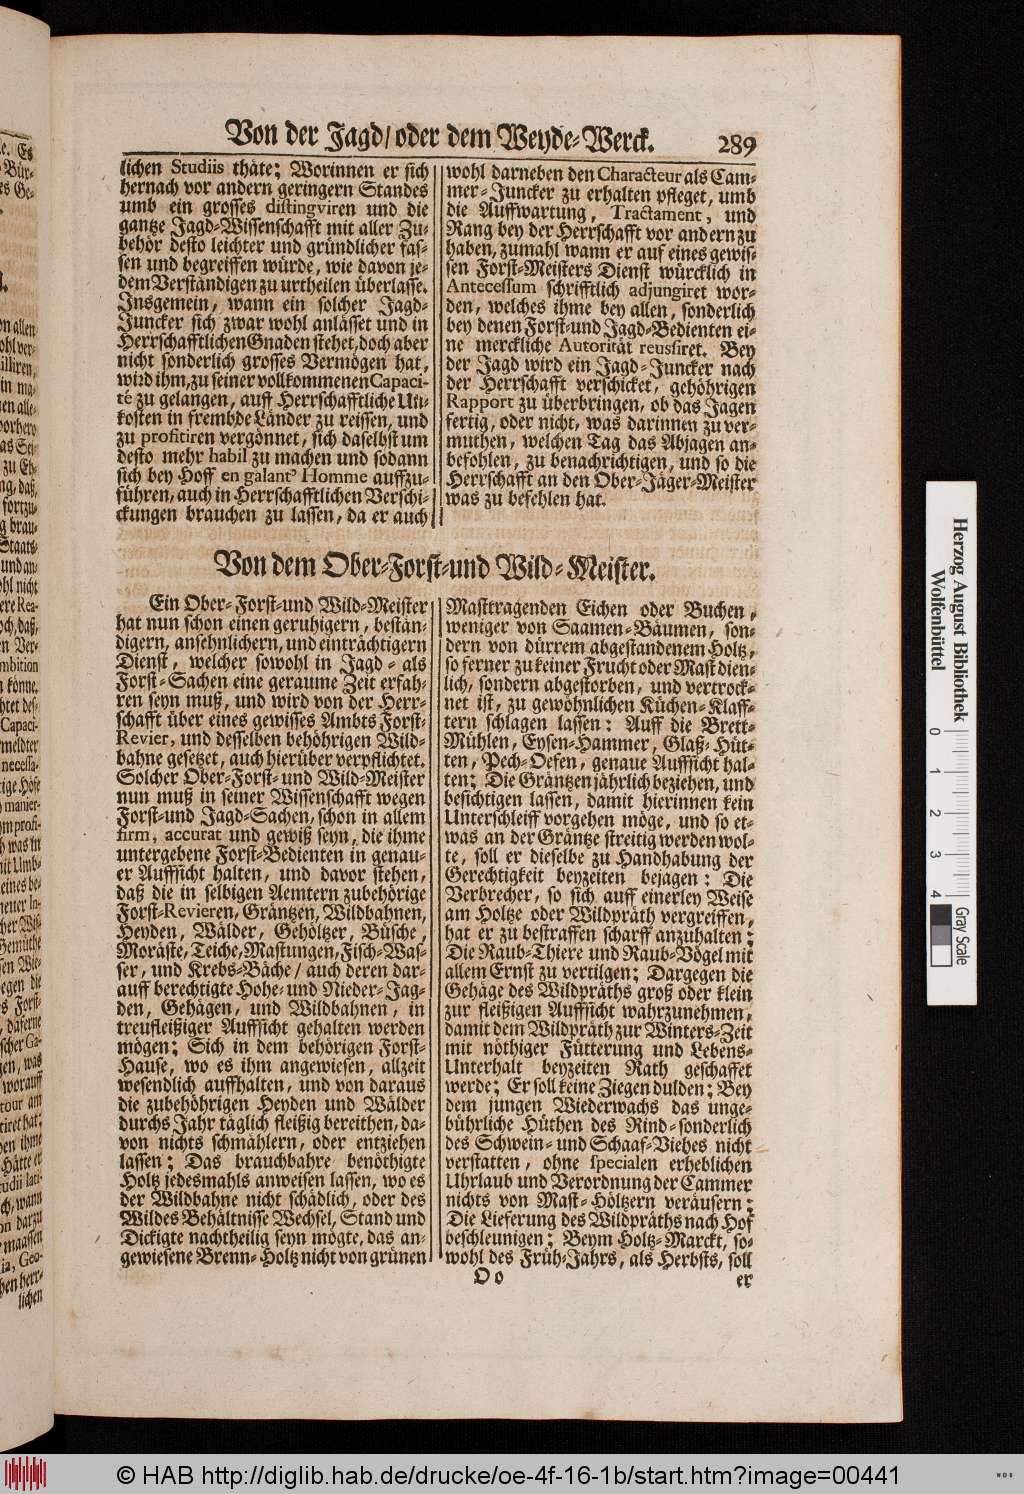 Von der Jagd/ oder dem Weyde-Werck. 289
lichen Studiis thäte; Worinnen er sich
hernach vor andern geringern Standes
umb ein grosses distingviren und die
gantze Jagd-Wissenschafft mit aller Zu-
behör desto leichter und gründlicher fas-
sen und begreiffen würde, wie davon je-
dem Verständigen zu urtheilen überlasse.
Insgemein, wann ein solcher Jagd-
Juncker sich zwar wohl anlässet und in
Herrschafftlichen Gnaden stehet, doch aber
nicht sonderlich grosses Vermögen hat,
wird ihm, zu seiner vollkommenen Capaci-
té zu gelangen, auff Herrschafftliche Un-
kosten in frembde Länder zu reissen, und
zu profitiren vergönnet, sich daselbst um
desto mehr habil zu machen und sodann
sich bey Hoff en galant' Homme auffzu-
führen, auch in Herrschafftlichen Verschi-
ckungen brauchen zu lassen, da er auch
wohl darneben den Characteur als Cam-
mer-Juncker zu erhalten pfleget, umb
die Auffwartung, Tractament, und
Rang bey der Herrschafft vor andern zu
haben, zumahl wann er auf eines gewis-
sen Forst-Meisters Dienst würcklich in
Antecessum schrifftlich adjungiret wor-
den, welches ihme bey allen, sonderlich
bey denen Forst-und Jagd-Bedienten ei-
ne merckliche Autorität reusfiret. Bey
der Jagd wird ein Jagd-Juncker nach
der Herrschafft verschicket, gehöhrigen
Rapport zu überbringen, ob das Jagen
fertig, oder nicht, was darinnen zu ver-
muthen, welchen Tag das Abjagen an-
befohlen, zu benachrichtigen, und so die
Herrschafft an den Ober-Jäger-Meister
was zu befehlen hat.
Von dem Ober-Forst-und Wild-Meister.
Ein Ober-Forst-und Wild-Meister
hat nun schon einen geruhigern, bestän-
digern, ansehnlichern, und einträchtigern
Dienst, welcher sowohl in Jagd- als
Forst-Sachen eine geraume Zeit erfah-
ren seyn muß, und wird von der Herr-
schafft über eines gewisses Ambts Forst-
Revier, und desselben behöhrigen Wild-
bahne gesetzet, auch hierüber verpflichtet.
Solcher Ober-Forst-und Wild-Meister
nun muß in seiner Wissenschafft wegen
Forst-und Jagd-Sachen, schon in allem
firm, accurat und gewiß seyn, die ihme
untergebene Forst-Bedienten in genau-
er Auffsicht halten, und davor stehen,
daß die in selbigen Aemtern zubehörige
Forst-Revieren, Gräntzen, Wildbahnen,
Heyden, Wälder, Gehöltzer, Büsche,
Moräste, Teiche, Mastungen, Fisch-Was-
ser, und Krebs-Bäche/ auch deren dar-
auff berechtigte Hohe-und Nieder-Jag-
den, Gehägen, und Wildbahnen, in
treufleißiger Auffsicht gehalten werden
mögen; Sich in dem behörigen Forst-
Hause, wo es ihm angewiesen, allzeit
wesendlich auffhalten, und von daraus
die zubehöhrigen Heyden und Wälder
durchs Jahr täglich fleißig bereithen, da-
von nichts schmählern, oder entziehen
lassen; Das brauchbahre benöthigte
Holtz jedesmahls anweisen lassen, wo es
der Wildbahne nicht schädlich, oder des
Wildes Behältnisse Wechsel, Stand und
Dickigte nachtheilig seyn mögte, das an-
gewiesene Brenn-Holtz nicht von grünen
Masttragenden Eichen oder Buchen,
weniger von Saamen-Bäumen, son-
dern von dürrem abgestandenem Holtz,
so ferner zu keiner Frucht oder Mast dien-
lich, sondern abgestorben, und vertrock-
net ist, zu gewöhnlichen Küchen-Klaff-
tern schlagen lassen: Auff die Brett-
Mühlen, Eysen-Hammer, Glaß-Hüt-
ten, Pech-Oefen, genaue Auffsicht hal-
ten; Die Gräntzen jährlich beziehen, und
besichtigen lassen, damit hierinnen kein
Unterschleiff vorgehen möge, und so et-
was an der Gräntze streitig werden wol-
te, soll er dieselbe zu Handhabung der
Gerechtigkeit beyzeiten bejagen: Die
Verbrecher, so sich auff einerley Weise
am Holtze oder Wildpräth vergreiffen,
hat er zu bestraffen scharff anzuhalten:
Die Raub-Thiere und Raub-Vögel mit
allem Ernst zu vertilgen; Dargegen die
Gehäge des Wildpräths groß oder klein
zur fleißigen Auffsicht wahrzunehmen,
damit dem Wildpräth zur Winters-Zeit
mit nöthiger Fütterung und Lebens-
Unterhalt beyzeiten Rath geschaffet
werde; Er soll keine Ziegen dulden; Bey
dem jungen Wiederwachs das unge-
bührliche Hüthen des Rind-sonderlich
des Schwein-und Schaaf-Viehes nicht
verstatten, ohne specialen erheblichen
Uhrlaub und Verordnung der Cammer
nichts von Mast-Höltzern veräusern:
Die Lieferung des Wildpräths nach Hof
beschleunigen; Beym Holtz-Marckt, so-
wohl des Früh-Jahrs, als Herbsts, soll
Oo er
Herzog August Bibliothek
Wolfenbüttel
0 1 2 3 4
Gray Scale
© HAB http://diglib.hab.de/drucke/oe-4f-16-1b/start.htm?image=00441